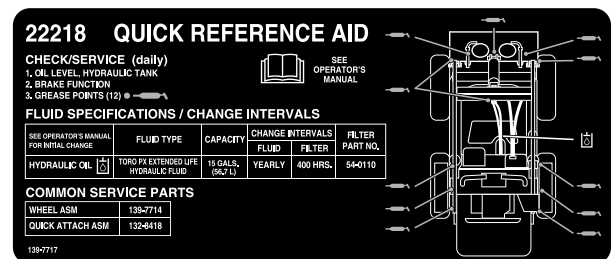 22218 QUICK REFERENCE AID
CHECK/SERVICE (daily)
1. OIL LEVEL, HYDRAULIC TANK
2. BRAKE FUNCTION
3. GREASE POINTS (12)
SEE
OPERATOR'S
MANUAL
FLUID SPECIFICATIONS / CHANGE INTERVALS
SEE OPERATOR'S MANUAL
FOR INITIAL CHANGE
FLUID TYPE
CAPACITY
CHANGE INTERVALS
FLUID
FILTER
FILTER
PART NO.
HYDRAULIC OIL
TORO PX EXTENDED LIFE
HYDRAULIC FLUID
15 GALS.
(56.7 L)
YEARLY
400 HRS.
54-0110
COMMON SERVICE PARTS
WHEEL ASM 139-7714
QUICK ATTACH ASM 132-8418
139-7717